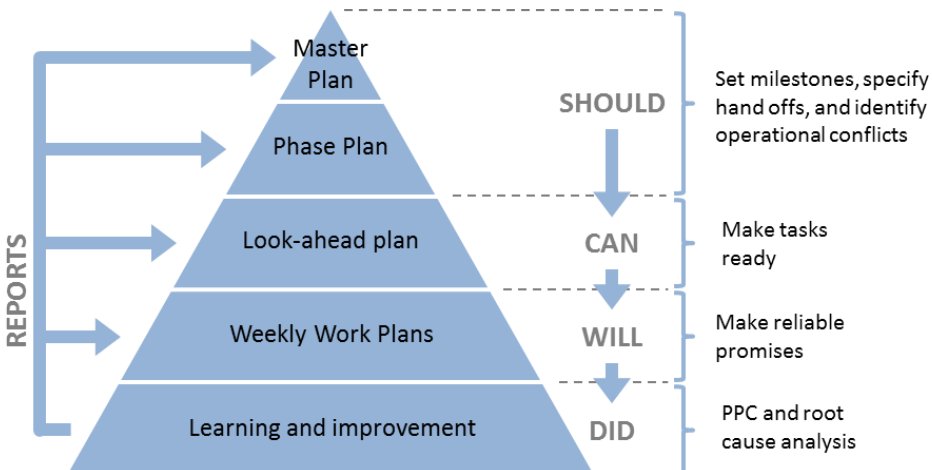 Master
Plan
SHOULD
Set milestones, specify
hand offs, and identify
operational conflicts
Phase Plan
Look-ahead plan
CAN
Make tasks
ready
REPORTS
Weekly Work Plans
WILL
Make reliable
promises
Learning and improvement
DID
PPC and root
cause analysis